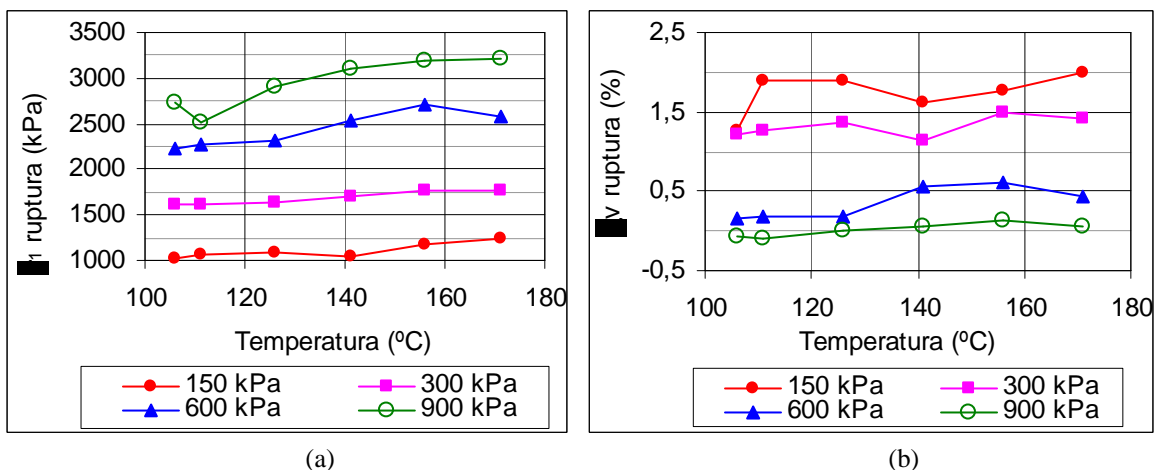 3500
3000
2500
2000
1500
1000
100
120
140
160
180
1 ruptura (kPa)
Temperatura (ºC)
150 kPa
300 kPa
600 kPa
900 kPa
(a)
2,5
1,5
0,5
-0,5
100
120
140
160
180
v ruptura (%)
Temperatura (ºC)
150 kPa
300 kPa
600 kPa
900 kPa
(b)